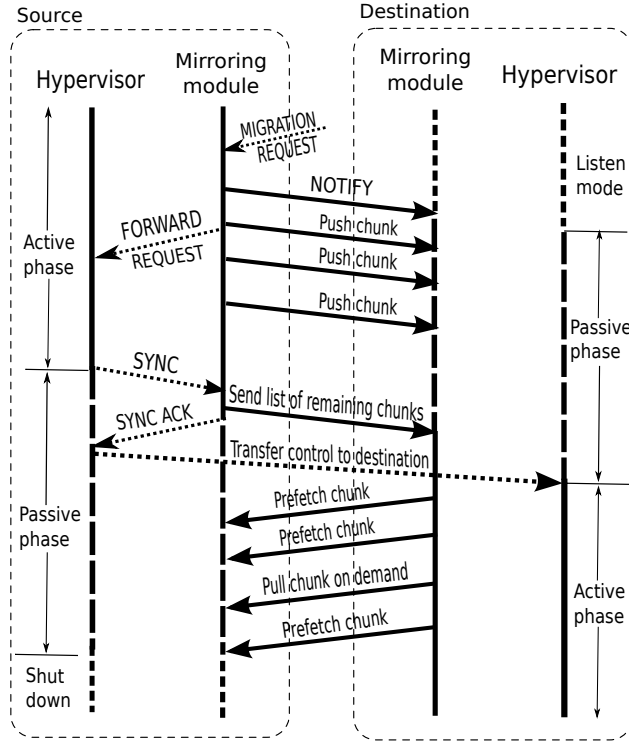 Source
Destination
Hypervisor
Mirroring
module
Mirroring
module
Hypervisor
MIGRATION
REQUEST
Listen
mode
NOTIFY
FORWARD
REQUEST
Push chunk
Active
phase
Push chunk
Push chunk
Passive
phase
SYNC
Send list of remaining chunks
SYNC ACK
Transfer control to destination
Prefetch chunk
Passive
phase
Prefetch chunk
Pull chunk on demand
Active
phase
Prefetch chunk
Shut
down